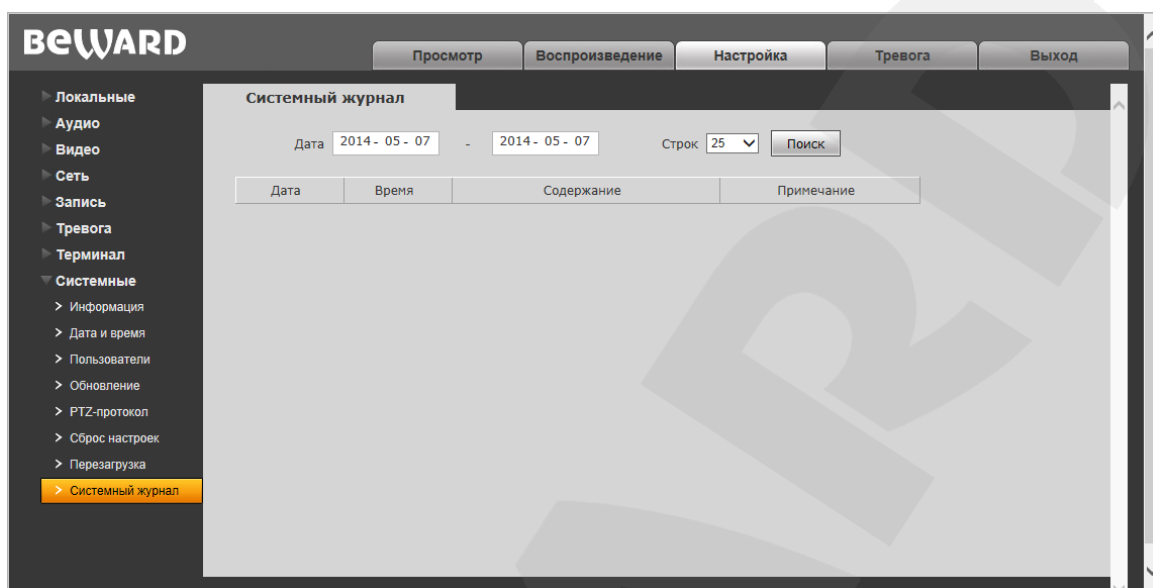 BEWARD
Просмотр Воспроизведение Настройка Тревога Выход
Локальные
Аудио
Видео
Сеть
Запись
Тревога
Терминал
Системные
Информация
Дата и время
Пользователи
Обновление
PTZ-протокол
Сброс настроек
Перезагрузка
Системный журнал
Системный журнал
Дата 2014- 05- 07 - 2014- 05- 07 Строк 25 Поиск
Дата Время Содержание Примечание